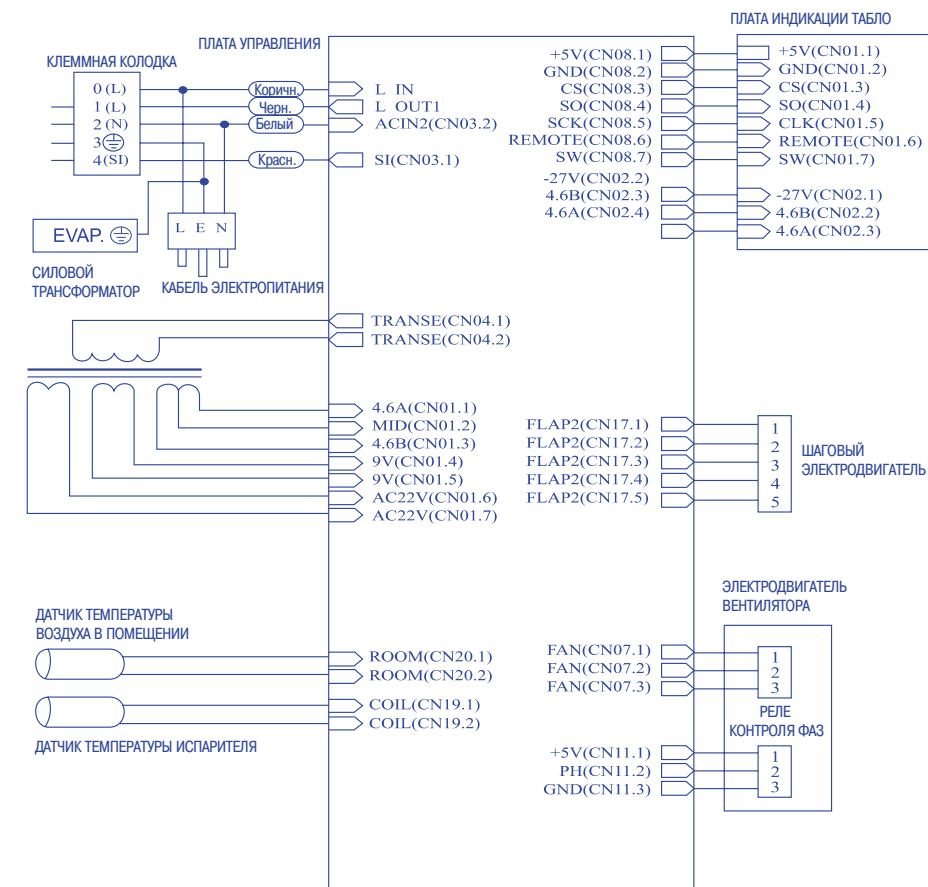 ПЛАТА ИНДИКАЦИИ ТАБЛО
ПЛАТА УПРАВЛЕНИЯ
КЛЕММНАЯ КОЛОДКА
0 (L)
1 (L)
2 (N)
3
4 (SI)
Коричн.
Черн.
Белый
Красн.
L IN
L OUT1
ACIN2(CN03.2)
SI(CN03.1)
+5V(CN08.1)
GND(CN08.2)
CS(CN08.3)
SO(CN08.4)
SCK(CN08.5)
REMOTE(CN08.6)
SW(CN08.7)
-27V(CN02.2)
4.6B(CN02.3)
4.6A(CN02.4)
+5V(CN01.1)
GND(CN01.2)
CS(CN01.3)
SO(CN01.4)
CLK(CN01.5)
REMOTE(CN01.6)
SW(CN01.7)
-27V(CN02.1)
4.6B(CN02.2)
4.6A(CN02.3)
EVAP.
L E N
СИЛОВОЙ
ТРАНСФОРМАТОР
КАБЕЛЬ ЭЛЕКТРОПИТАНИЯ
TRANSE(CN04.1)
TRANSE(CN04.2)
4.6A(CN01.1)
MID(CN01.2)
4.6B(CN01.3)
9V(CN01.4)
9V(CN01.5)
AC22V(CN01.6)
AC22V(CN01.7)
FLAP2(CN17.1)
FLAP2(CN17.2)
FLAP2(CN17.3)
FLAP2(CN17.4)
FLAP2(CN17.5)
1
2
3
4
5
ШАГОВЫЙ
ЭЛЕКТРОДВИГАТЕЛЬ
ДАТЧИК ТЕМПЕРАТУРЫ
ВОЗДУХА В ПОМЕЩЕНИИ
ROOM(CN20.1)
ROOM(CN20.2)
COIL(CN19.1)
COIL(CN19.2)
ДАТЧИК ТЕМПЕРАТУРЫ ИСПАРИТЕЛЯ
ЭЛЕКТРОДВИГАТЕЛЬ
ВЕНТИЛЯТОРА
FAN(CN07.1)
FAN(CN07.2)
FAN(CN07.3)
1
2
3
РЕЛЕ
КОНТРОЛЯ ФАЗ
+5V(CN11.1)
PH(CN11.2)
GND(CN11.3)
1
2
3